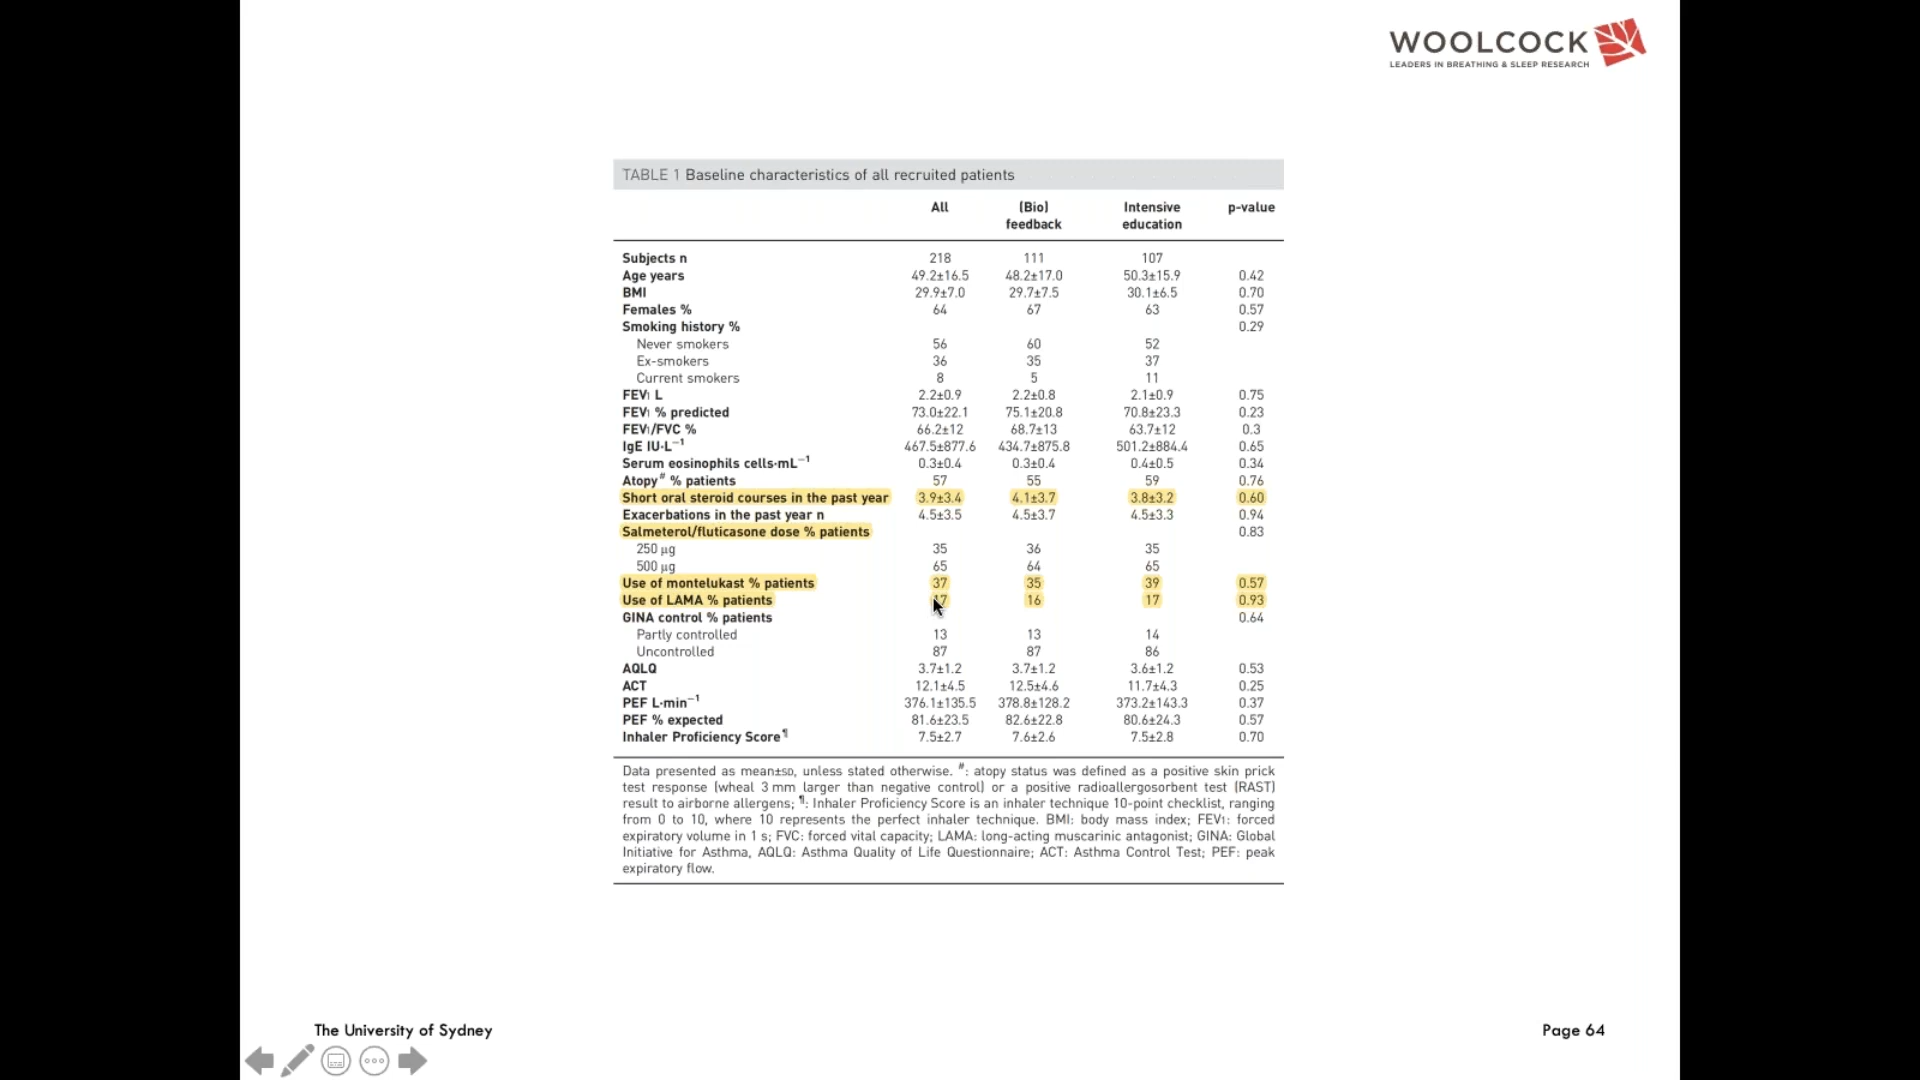 WOOLCOCK
LEADERS IN BREATHING & SLEEP RESEARCH
TABLE 1 Baseline characteristics of all recruited patients
All (Bio) feedback Intensive education p-value
Subjects n 218 111 107
Age years 49.2±16.5 48.2±17.0 50.3±15.9 0.42
BMI 29.9±7.0 29.7±7.5 30.1±6.5 0.70
Females % 64 67 63 0.57
Smoking history % 0.29
Never smokers 56 60 52
Ex-smokers 36 35 37
Current smokers 8 5 11
FEV1 L 2.2±0.9 2.2±0.8 2.1±0.9 0.75
FEV1 % predicted 73.0±22.1 75.1±20.8 70.8±23.3 0.23
FEV1/FVC % 66.2±12 68.7±13 63.7±12 0.3
IgE IU·L−1 467.5±877.6 434.7±875.8 501.2±884.4 0.65
Serum eosinophils cells·mL−1 0.3±0.4 0.3±0.4 0.4±0.5 0.34
Atopy# % patients 57 55 59 0.76
Short oral steroid courses in the past year 3.9±3.4 4.1±3.7 3.8±3.2 0.60
Exacerbations in the past year n 4.5±3.5 4.5±3.7 4.5±3.3 0.94
Salmeterol/fluticasone dose % patients 0.83
250 µg 35 36 35
500 µg 65 64 65
Use of montelukast % patients 37 35 39 0.57
Use of LAMA % patients 17 16 17 0.93
GINA control % patients 0.64
Partly controlled 13 13 14
Uncontrolled 87 87 86
AQLQ 3.7±1.2 3.7±1.2 3.6±1.2 0.53
ACT 12.1±4.5 12.5±4.6 11.7±4.3 0.25
PEF L·min−1 376.1±135.5 378.8±128.2 373.2±143.3 0.37
PEF % expected 81.6±23.5 82.6±22.8 80.6±24.3 0.57
Inhaler Proficiency Score¶ 7.5±2.7 7.6±2.6 7.5±2.8 0.70
Data presented as mean±SD, unless stated otherwise. #: atopy status was defined as a positive skin prick
test response (wheal 3 mm larger than negative control) or a positive radioallergosorbent test (RAST)
result to airborne allergens; ¶: Inhaler Proficiency Score is an inhaler technique 10-point checklist, ranging
from 0 to 10, where 10 represents the perfect inhaler technique. BMI: body mass index; FEV1: forced
expiratory volume in 1 s; FVC: forced vital capacity; LAMA: long-acting muscarinic antagonist; GINA: Global
Initiative for Asthma, AQLQ: Asthma Quality of Life Questionnaire; ACT: Asthma Control Test; PEF: peak
expiratory flow.
The University of Sydney
Page 64